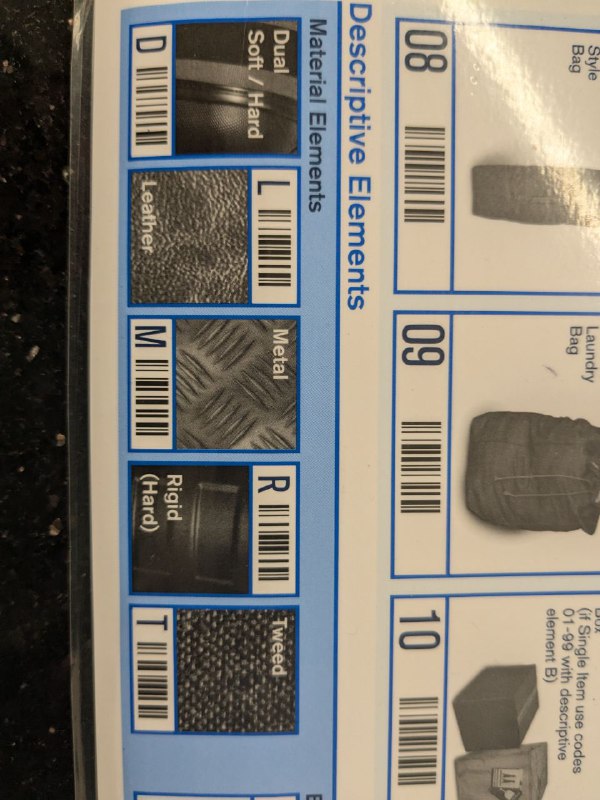 Style
Bag
08
Laundry
Bag
09
(if Single Item use codes
01-99 with descriptive
element B)
10
Descriptive Elements
Material Elements
Dual
Soft / Hard
D
L
Leather
Metal
M
R
Rigid
(Hard)
Tweed
T